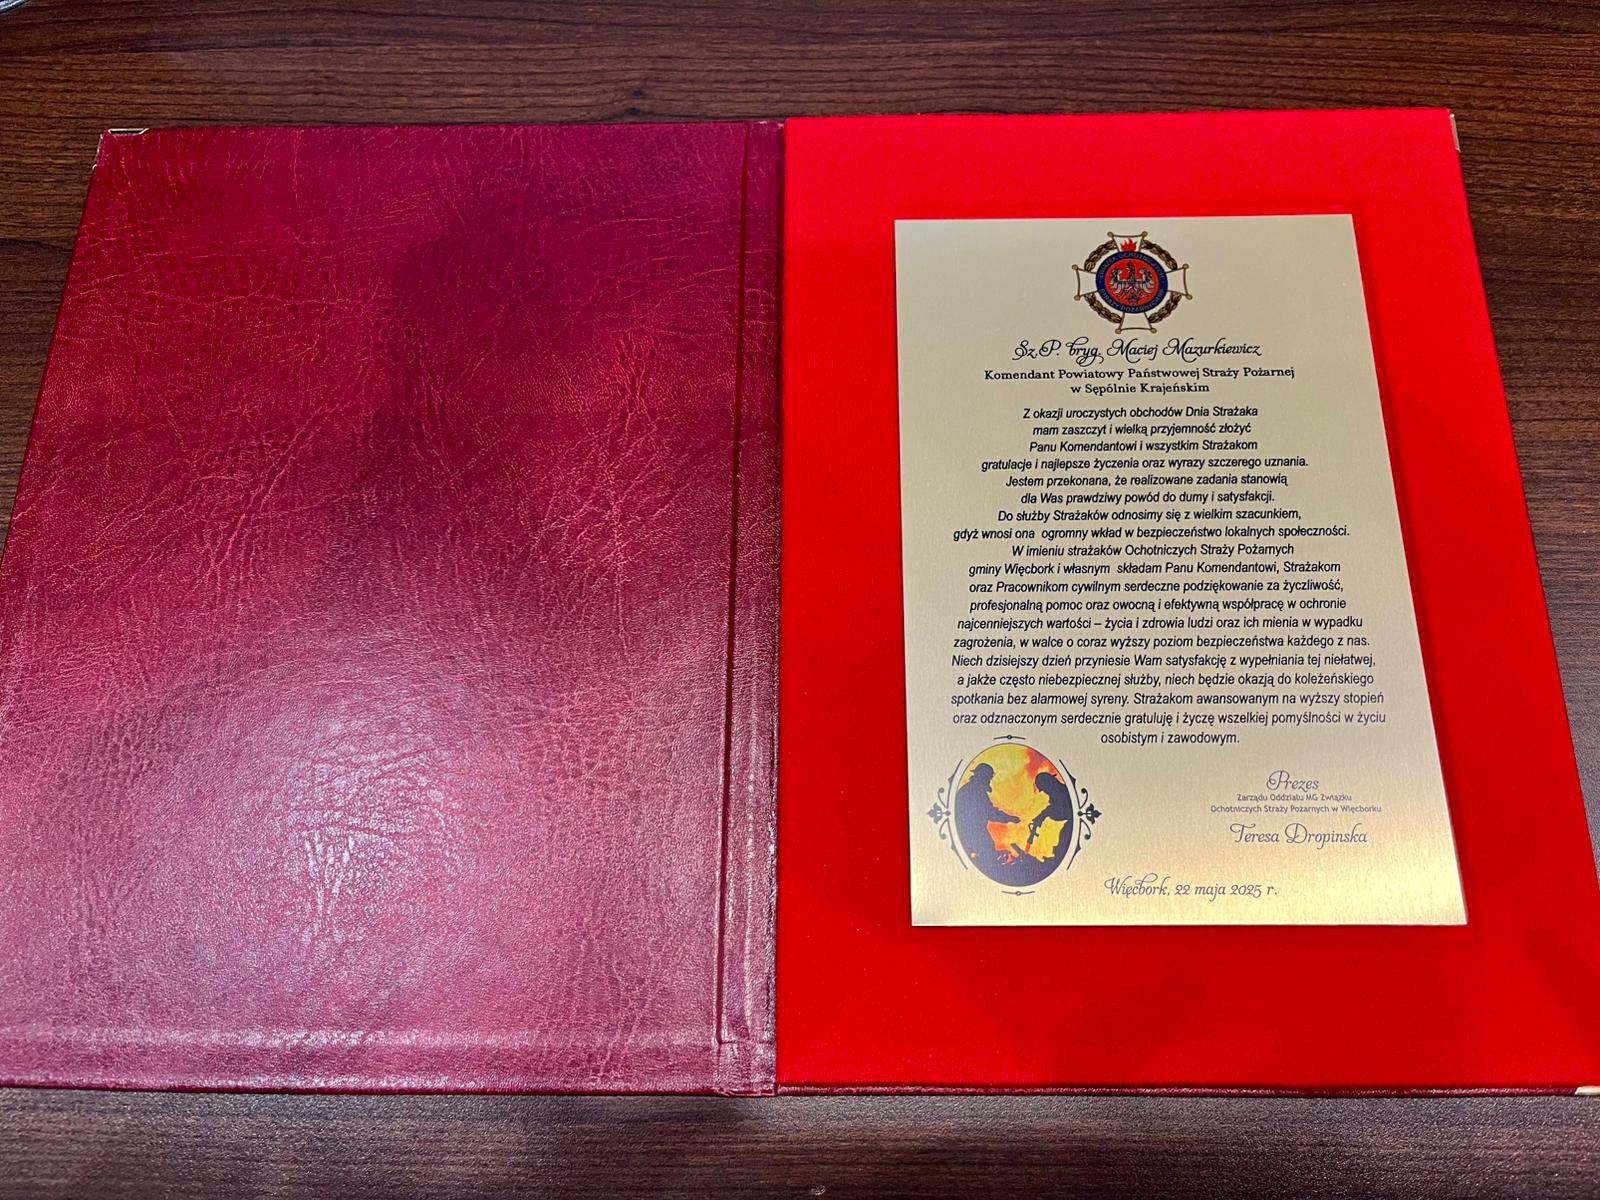 ZWIĄZEK OCHOTNICZYCH
STRAŻY POŻARNYCH
Sz.P. bryg. Maciej Mazurkiewicz
Komendant Powiatowy Państwowej Straży Pożarnej
w Sępólnie Krajeńskim
Z okazji uroczystych obchodów Dnia Strażaka
mam zaszczyt i wielką przyjemność złożyć
Panu Komendantowi i wszystkim Strażakom
gratulacje i najlepsze życzenia oraz wyrazy szczerego uznania.
Jestem przekonana, że realizowane zadania stanowią
dla Was prawdziwy powód do dumy i satysfakcji.
Do służby Strażaków odnosimy się z wielkim szacunkiem,
gdyż wnosi ona ogromny wkład w bezpieczeństwo lokalnych społeczności.
W imieniu strażaków Ochotniczych Straży Pożarnych
gminy Więcbork i własnym składam Panu Komendantowi, Strażakom
oraz Pracownikom cywilnym serdeczne podziękowanie za życzliwość,
profesjonalną pomoc oraz owocną i efektywną współpracę w ochronie
najcenniejszych wartości – życia i zdrowia ludzi oraz ich mienia w wypadku
zagrożenia, w walce o coraz wyższy poziom bezpieczeństwa każdego z nas.
Niech dzisiejszy dzień przyniesie Wam satysfakcję z wypełniania tej niełatwej,
a jakże często niebezpiecznej służby, niech będzie okazją do koleżeńskiego
spotkania bez alarmowej syreny. Strażakom awansowanym na wyższy stopień
oraz odznaczonym serdecznie gratuluję i życzę wszelkiej pomyślności w życiu
osobistym i zawodowym.
Prezes
Zarządu Oddziału MG Związku
Ochotniczych Straży Pożarnych w Więcborku
Teresa Dropinska
Więcbork, 22 maja 2025 r.